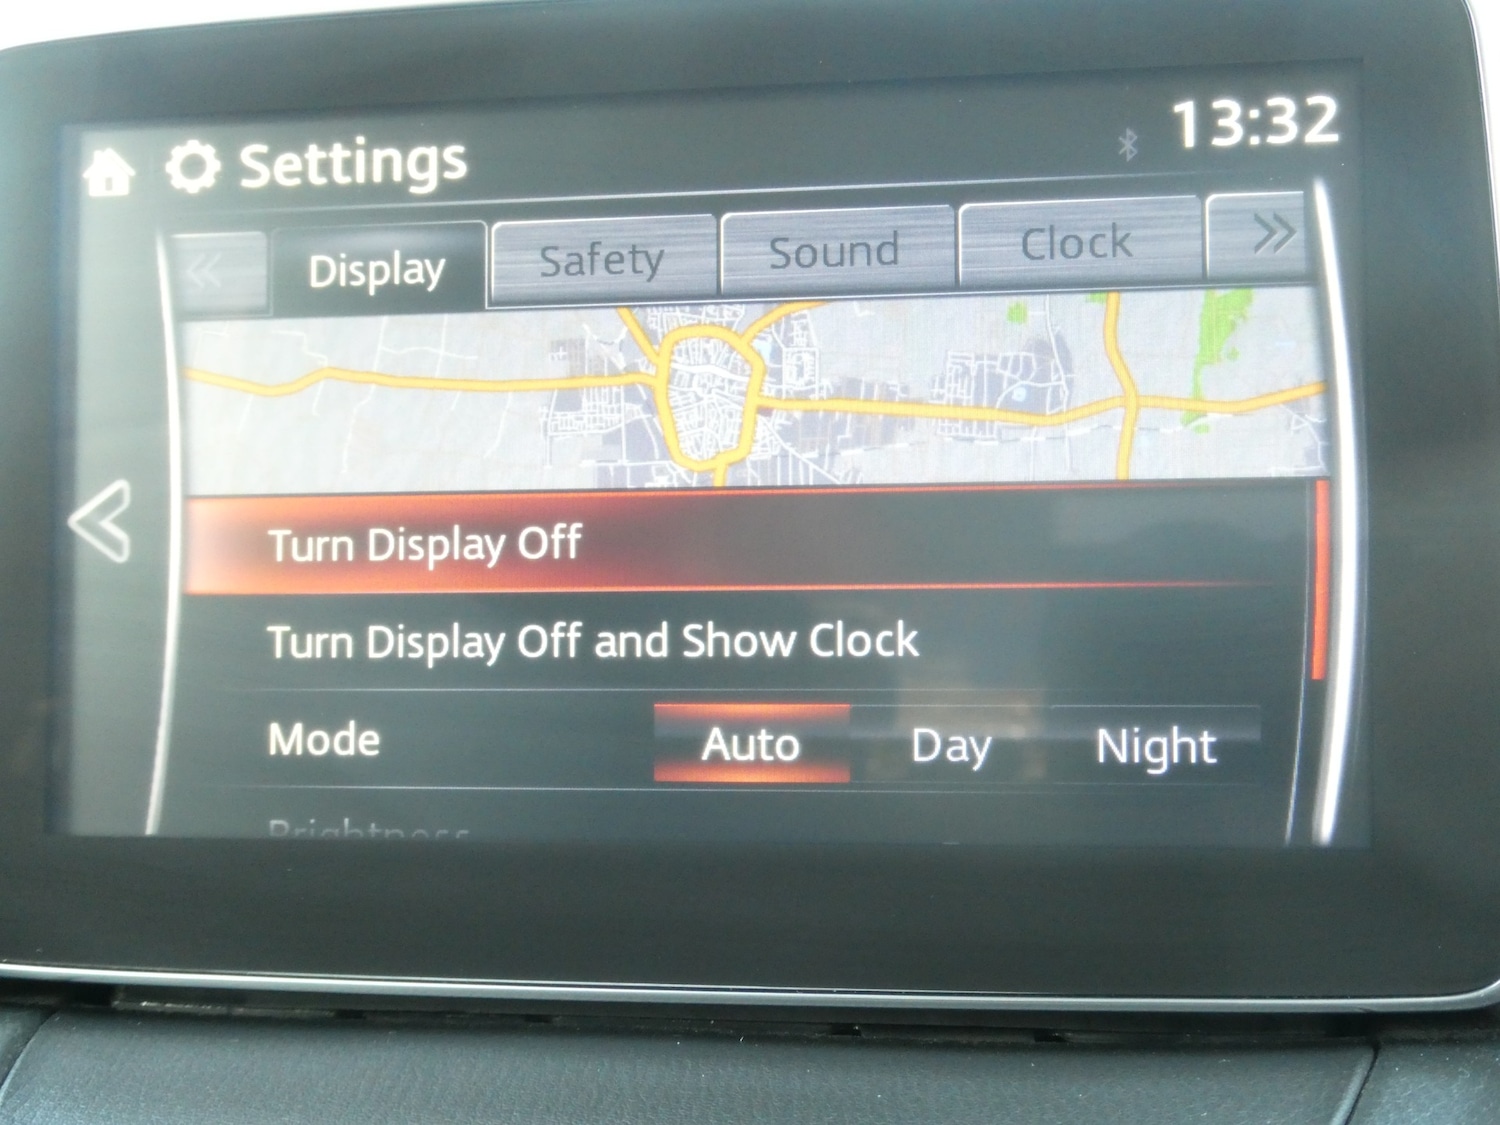 Settings
13:32
Display Safety Sound Clock
Turn Display Off
Turn Display Off and Show Clock
Mode Auto Day Night
Brightness